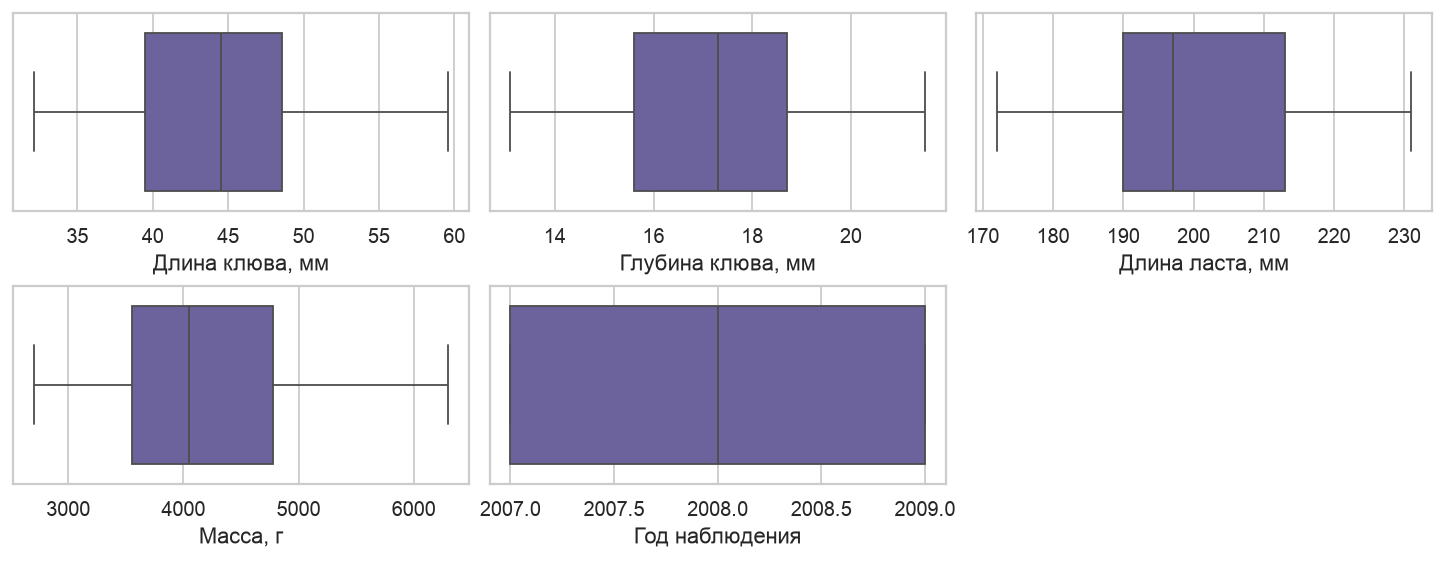 35 40 45 50 55 60
Длина клюва, мм
14 16 18 20
Глубина клюва, мм
170 180 190 200 210 220 230
Длина ласта, мм
3000 4000 5000 6000
Масса, г
2007.0 2007.5 2008.0 2008.5 2009.0
Год наблюдения